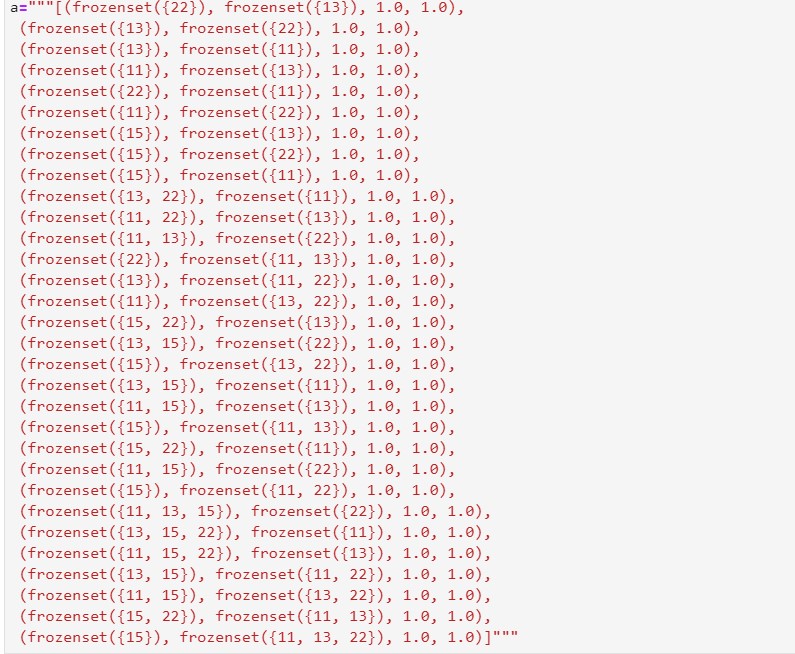 a="""[(frozenset({22}), frozenset({13}), 1.0, 1.0),
(frozenset({13}), frozenset({22}), 1.0, 1.0),
(frozenset({13}), frozenset({11}), 1.0, 1.0),
(frozenset({11}), frozenset({13}), 1.0, 1.0),
(frozenset({22}), frozenset({11}), 1.0, 1.0),
(frozenset({11}), frozenset({22}), 1.0, 1.0),
(frozenset({15}), frozenset({13}), 1.0, 1.0),
(frozenset({15}), frozenset({22}), 1.0, 1.0),
(frozenset({15}), frozenset({11}), 1.0, 1.0),
(frozenset({13, 22}), frozenset({11}), 1.0, 1.0),
(frozenset({11, 22}), frozenset({13}), 1.0, 1.0),
(frozenset({11, 13}), frozenset({22}), 1.0, 1.0),
(frozenset({22}), frozenset({11, 13}), 1.0, 1.0),
(frozenset({13}), frozenset({11, 22}), 1.0, 1.0),
(frozenset({11}), frozenset({13, 22}), 1.0, 1.0),
(frozenset({15, 22}), frozenset({13}), 1.0, 1.0),
(frozenset({13, 15}), frozenset({22}), 1.0, 1.0),
(frozenset({15}), frozenset({13, 22}), 1.0, 1.0),
(frozenset({13, 15}), frozenset({11}), 1.0, 1.0),
(frozenset({11, 15}), frozenset({13}), 1.0, 1.0),
(frozenset({15}), frozenset({11, 13}), 1.0, 1.0),
(frozenset({15, 22}), frozenset({11}), 1.0, 1.0),
(frozenset({11, 15}), frozenset({22}), 1.0, 1.0),
(frozenset({15}), frozenset({11, 22}), 1.0, 1.0),
(frozenset({11, 13, 15}), frozenset({22}), 1.0, 1.0),
(frozenset({13, 15, 22}), frozenset({11}), 1.0, 1.0),
(frozenset({11, 15, 22}), frozenset({13}), 1.0, 1.0),
(frozenset({13, 15}), frozenset({11, 22}), 1.0, 1.0),
(frozenset({11, 15}), frozenset({13, 22}), 1.0, 1.0),
(frozenset({15, 22}), frozenset({11, 13}), 1.0, 1.0),
(frozenset({15}), frozenset({11, 13, 22}), 1.0, 1.0)]"""